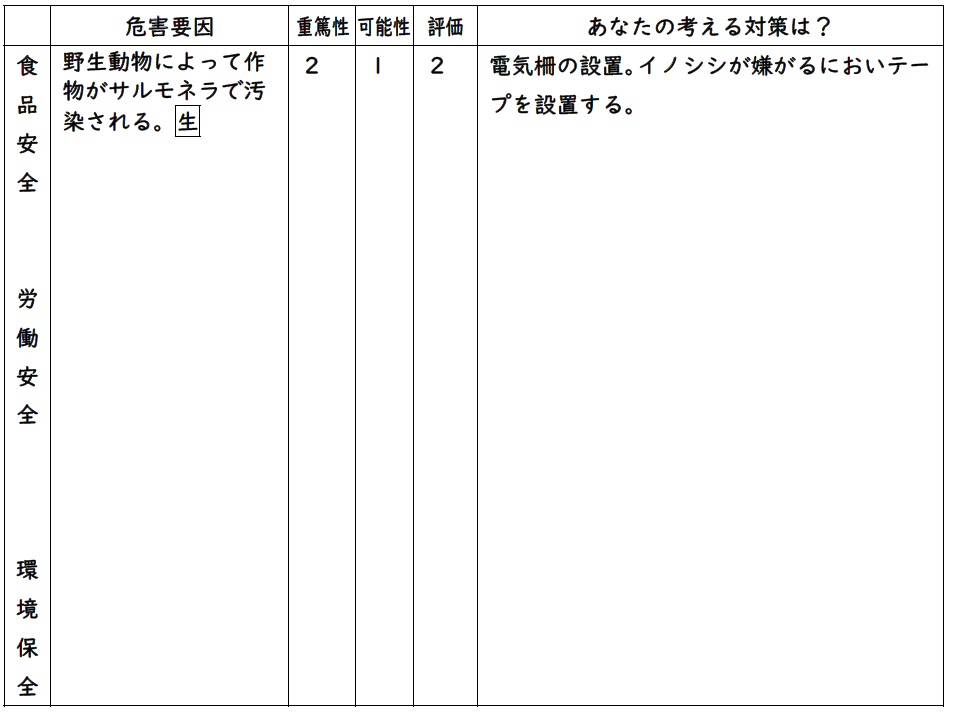 危害要因 重篤性 可能性 評価 あなたの考える対策は？
食品安全
野生動物によって作
物がサルモネラで汚
染される。生
2 1 2
電気柵の設置。イノシシが嫌がるにおいテー
プを設置する。
労働安全
環境保全